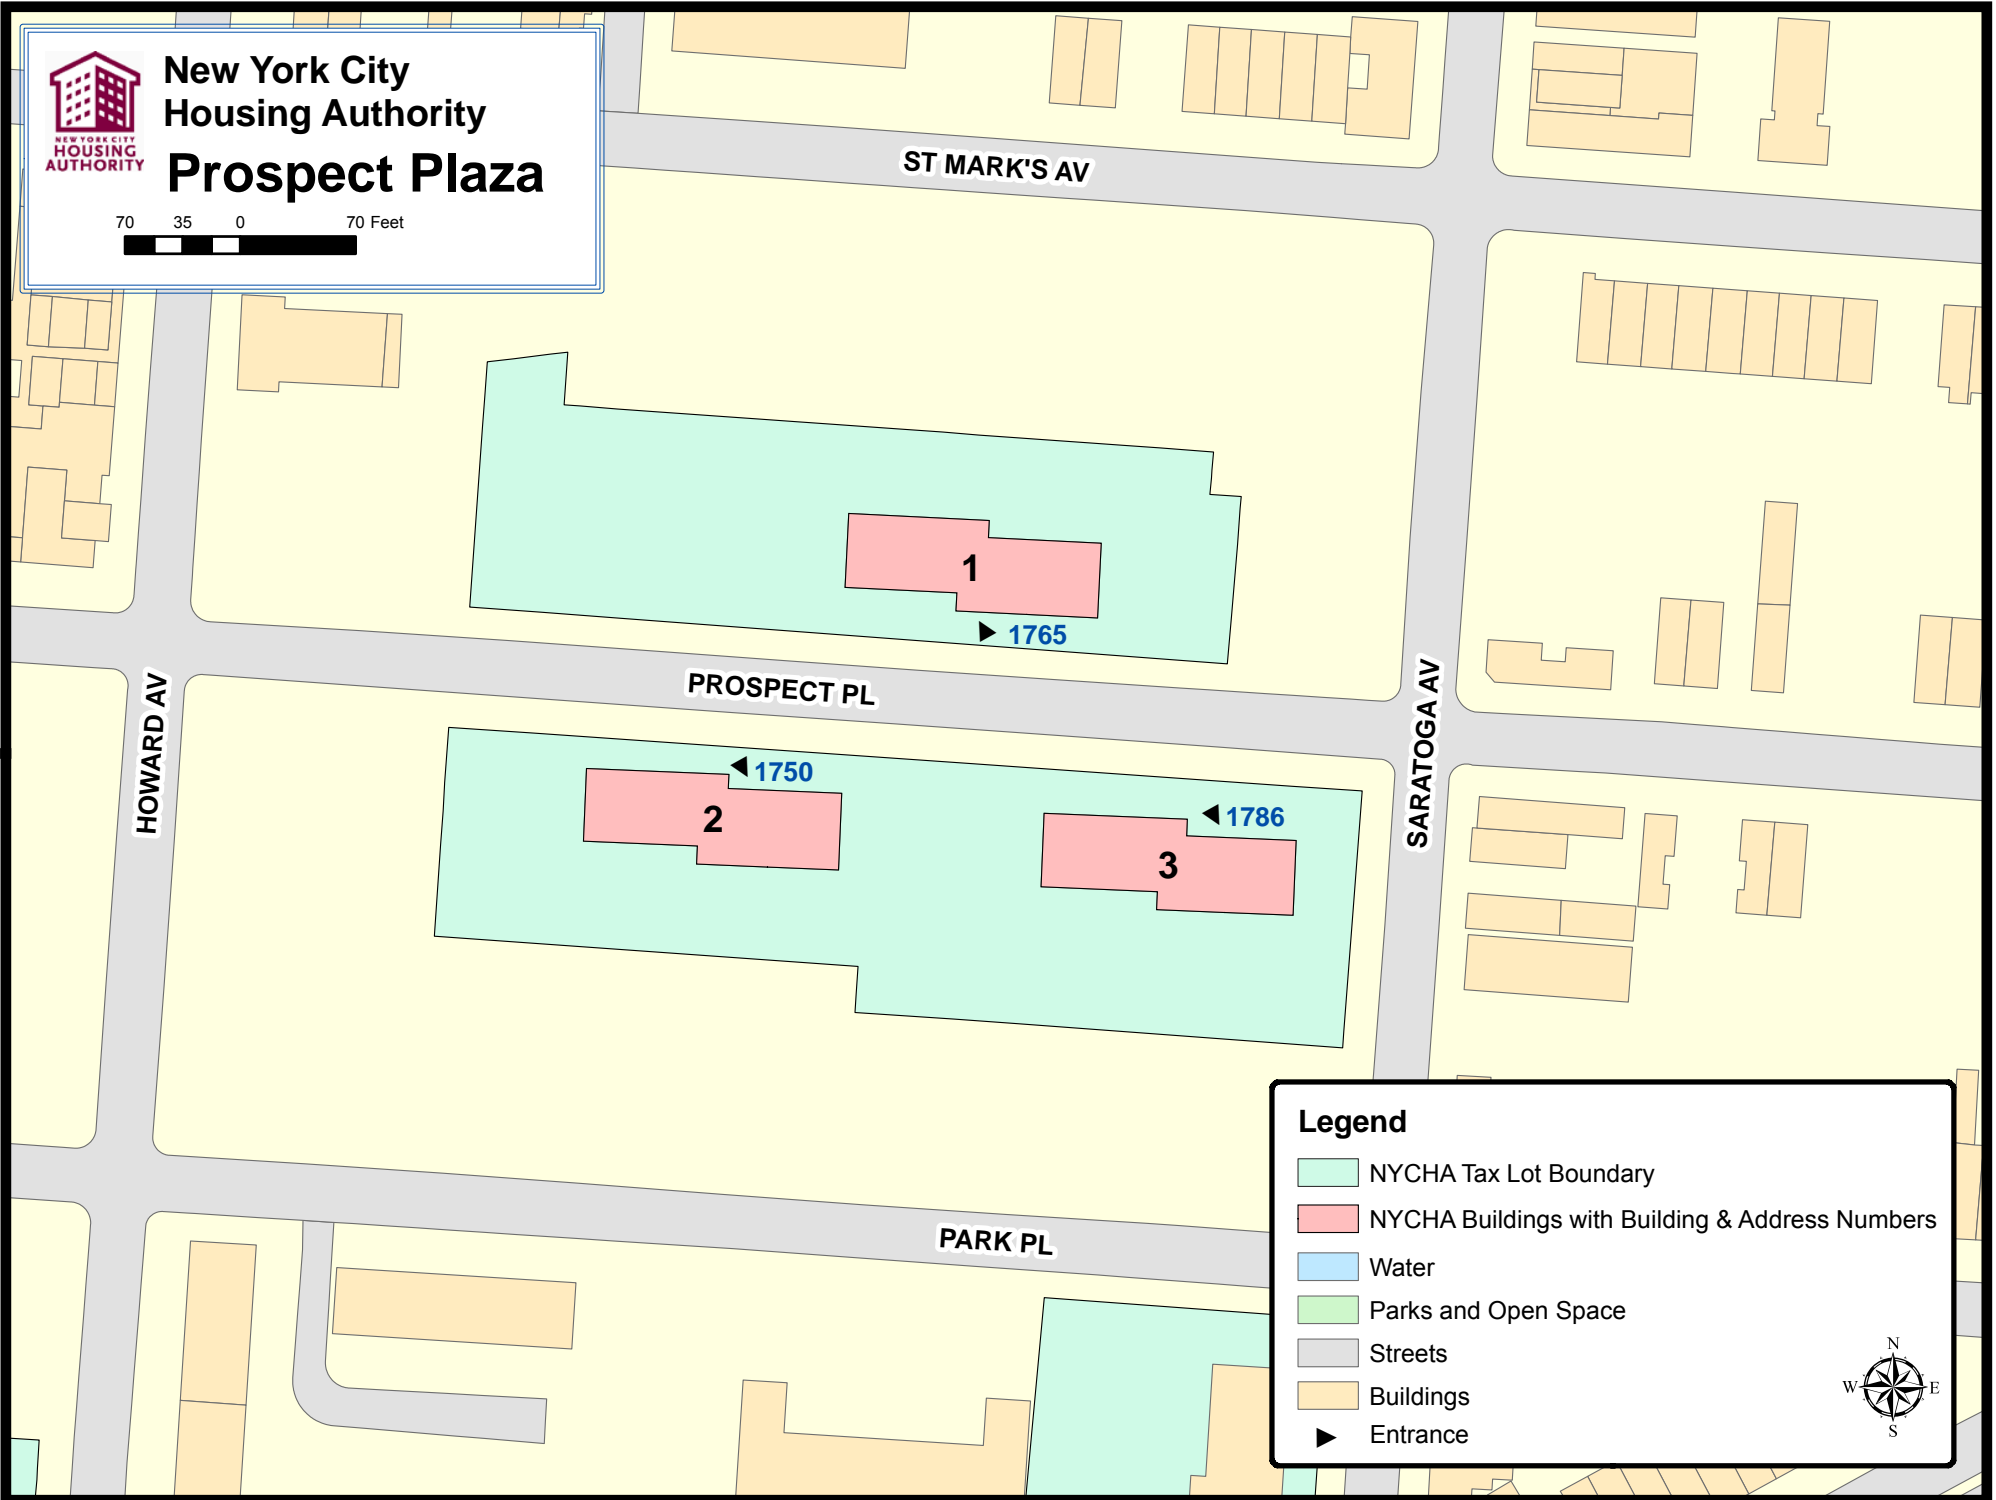 New York City
Housing Authority
Prospect Plaza
NEW YORK CITY
HOUSING
AUTHORITY
70 35 0 70 Feet
ST MARK'S AV
1
1765
PROSPECT PL
HOWARD AV
SARATOGA AV
1750
2
1786
3
PARK PL
Legend
NYCHA Tax Lot Boundary
NYCHA Buildings with Building & Address Numbers
Water
Parks and Open Space
Streets
Buildings
Entrance
N
W E
S